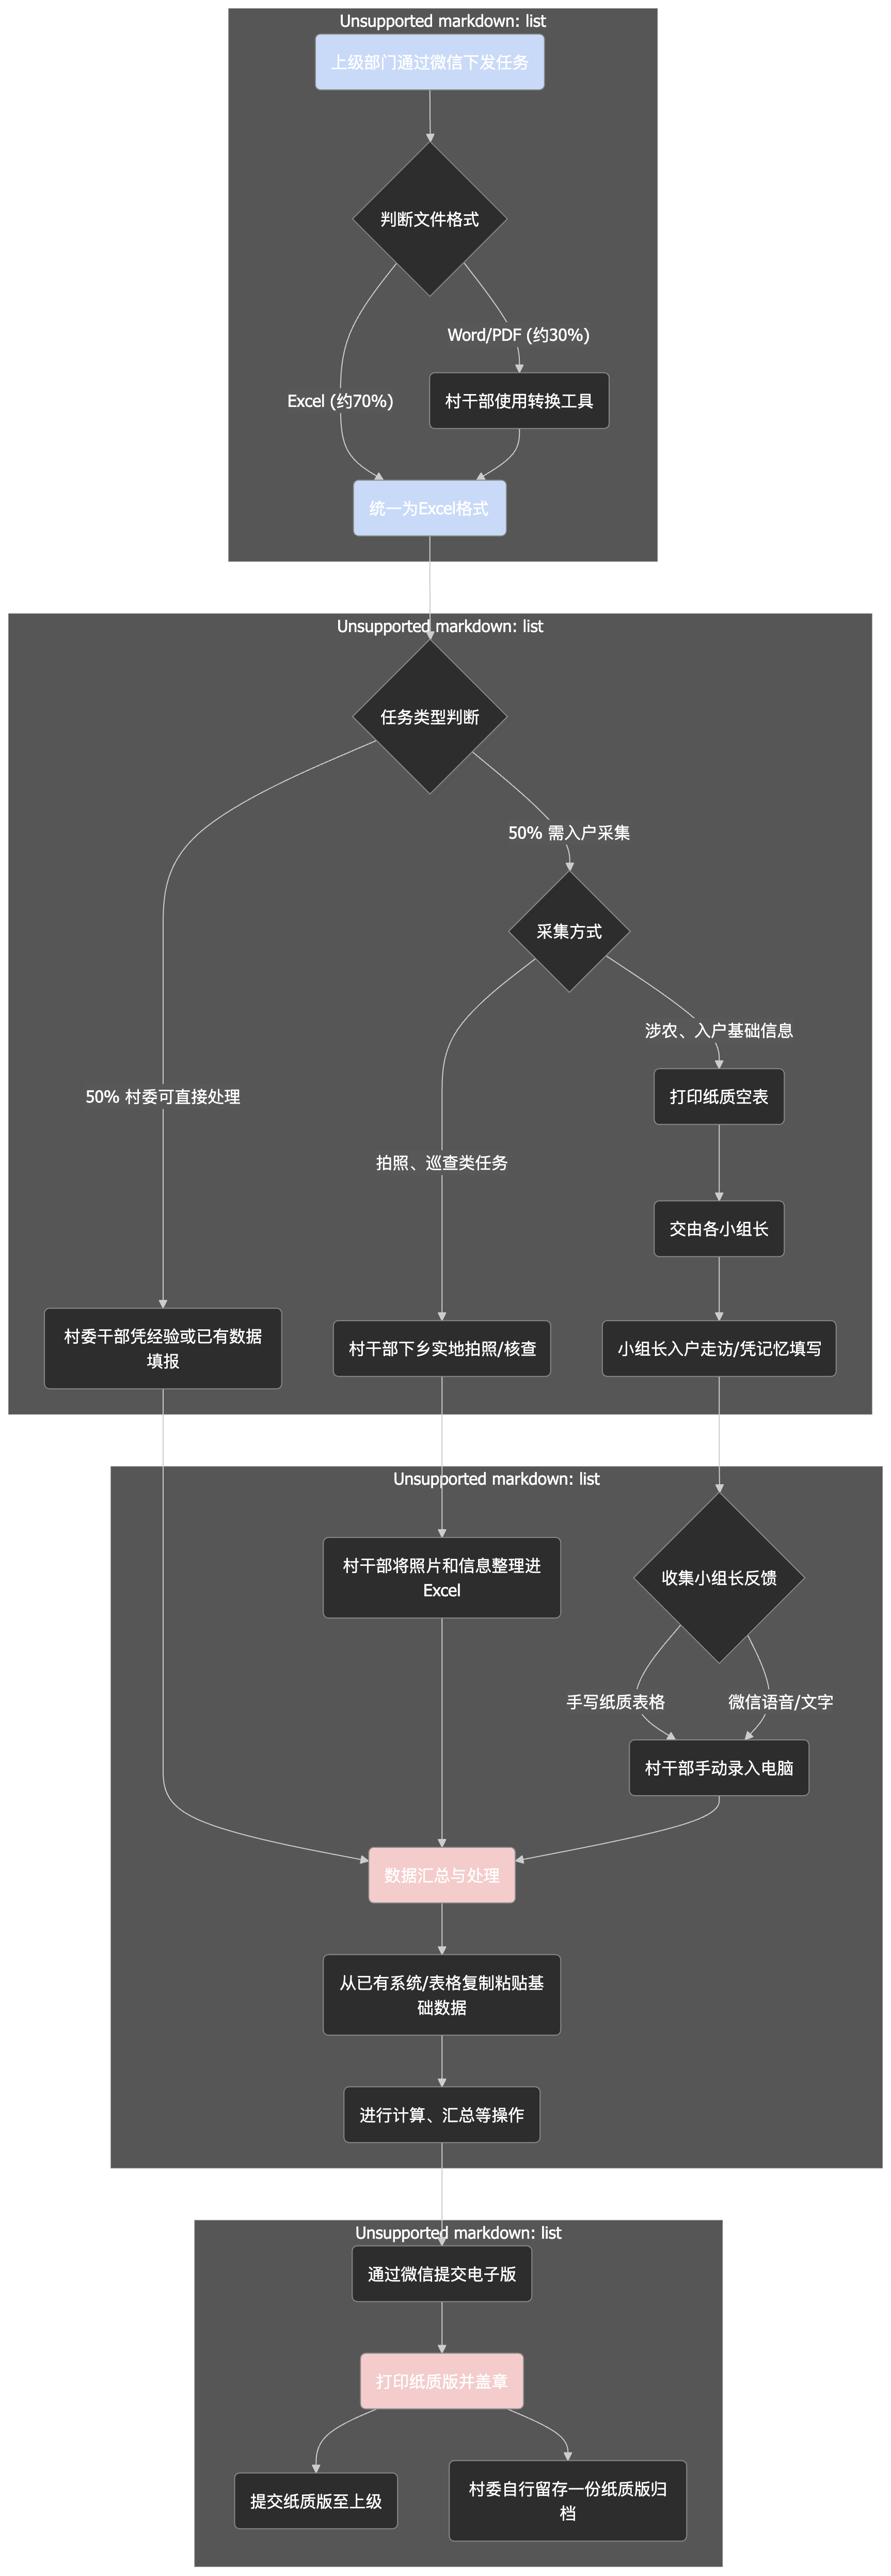 Unsupported markdown: list
上级部门通过微信下发任务
判断文件格式
Word/PDF (约30%)
Excel (约70%)
村干部使用转换工具
统一为Excel格式
Unsupported markdown: list
任务类型判断
50% 需入户采集
采集方式
涉农、入户基础信息
50% 村委可直接处理
打印纸质空表
拍照、巡查类任务
交由各小组长
村委干部凭经验或已有数据
填报
村干部下乡实地拍照/核查
小组长入户走访/凭记忆填写
Unsupported markdown: list
村干部将照片和信息整理进
Excel
收集小组长反馈
手写纸质表格
微信语音/文字
村干部手动录入电脑
数据汇总与处理
从已有系统/表格复制粘贴基
础数据
进行计算、汇总等操作
Unsupported markdown: list
通过微信提交电子版
打印纸质版并盖章
提交纸质版至上级
村委自行留存一份纸质版归
档